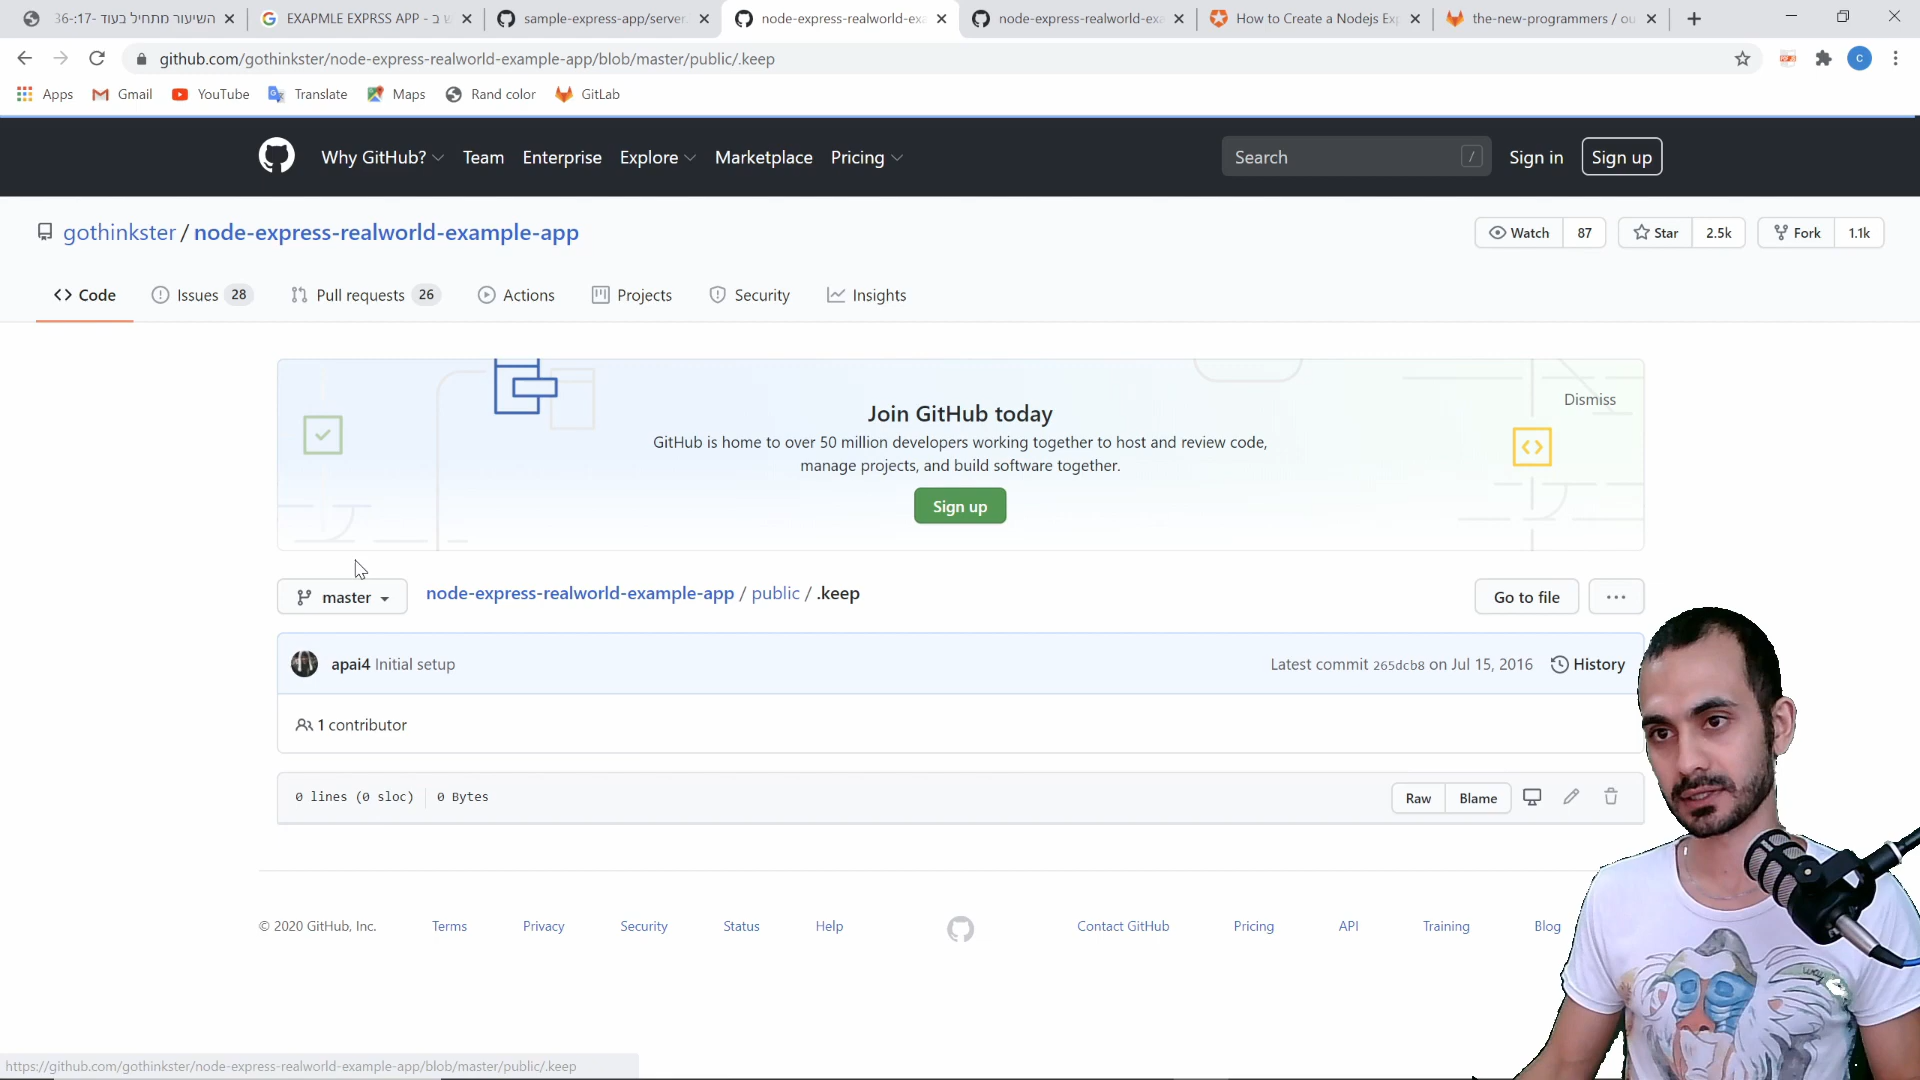 השיעור מתחיל בעוד -17:-36
EXAPMLE EXPRSS APP - ב
sample-express-app/server.
node-express-realworld-exa
node-express-realworld-exa
How to Create a Nodejs Ex
the-new-programmers / ou
github.com/gothinkster/node-express-realworld-example-app/blob/master/public/.keep
C
Apps
Gmail
YouTube
Translate
Maps
Rand color
GitLab
Why GitHub?
Team
Enterprise
Explore
Marketplace
Pricing
Search
/
Sign in
Sign up
gothinkster / node-express-realworld-example-app
Watch 87
Star 2.5k
Fork 1.1k
Code
Issues 28
Pull requests 26
Actions
Projects
Security
Insights
Join GitHub today
Dismiss
GitHub is home to over 50 million developers working together to host and review code,
manage projects, and build software together.
Sign up
master
node-express-realworld-example-app / public / .keep
Go to file
apai4 Initial setup
Latest commit 265dcb8 on Jul 15, 2016
History
1 contributor
0 lines (0 sloc)
0 Bytes
Raw
Blame
© 2020 GitHub, Inc.
Terms
Privacy
Security
Status
Help
Contact GitHub
Pricing
API
Training
Blog
https://github.com/gothinkster/node-express-realworld-example-app/blob/master/public/.keep